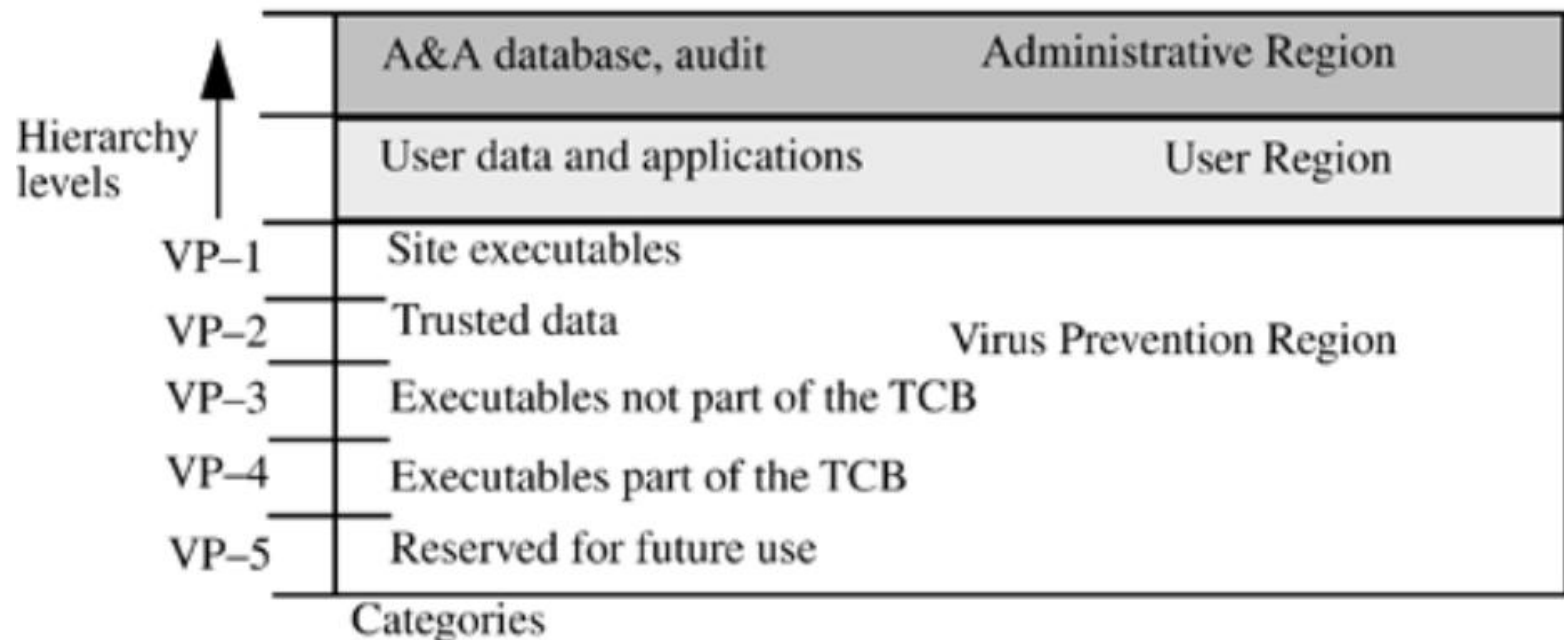 A&A database, audit Administrative Region
Hierarchy
levels
User data and applications User Region
VP–1 Site executables
VP–2 Trusted data Virus Prevention Region
VP–3 Executables not part of the TCB
VP–4 Executables part of the TCB
VP–5 Reserved for future use
Categories